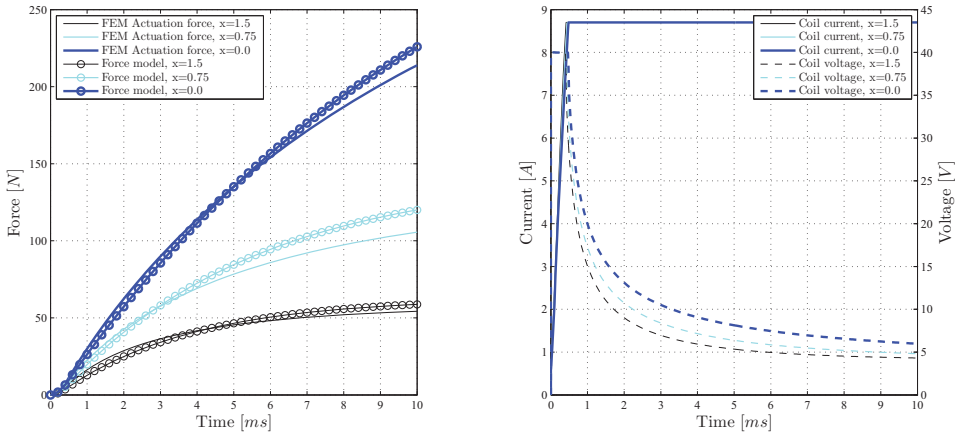 250
200
150
100
50
0
0 1 2 3 4 5 6 7 8 9 10
Force [N]
Time [ms]
FEM Actuation force, x=1.5
FEM Actuation force, x=0.75
FEM Actuation force, x=0.0
Force model, x=1.5
Force model, x=0.75
Force model, x=0.0
9
8
7
6
5
4
3
2
1
0
0 1 2 3 4 5 6 7 8 9 10
Current [A]
Time [ms]
Coil current, x=1.5
Coil current, x=0.75
Coil current, x=0.0
Coil voltage, x=1.5
Coil voltage, x=0.75
Coil voltage, x=0.0
45
40
35
30
25
20
15
10
5
0
Voltage [V]